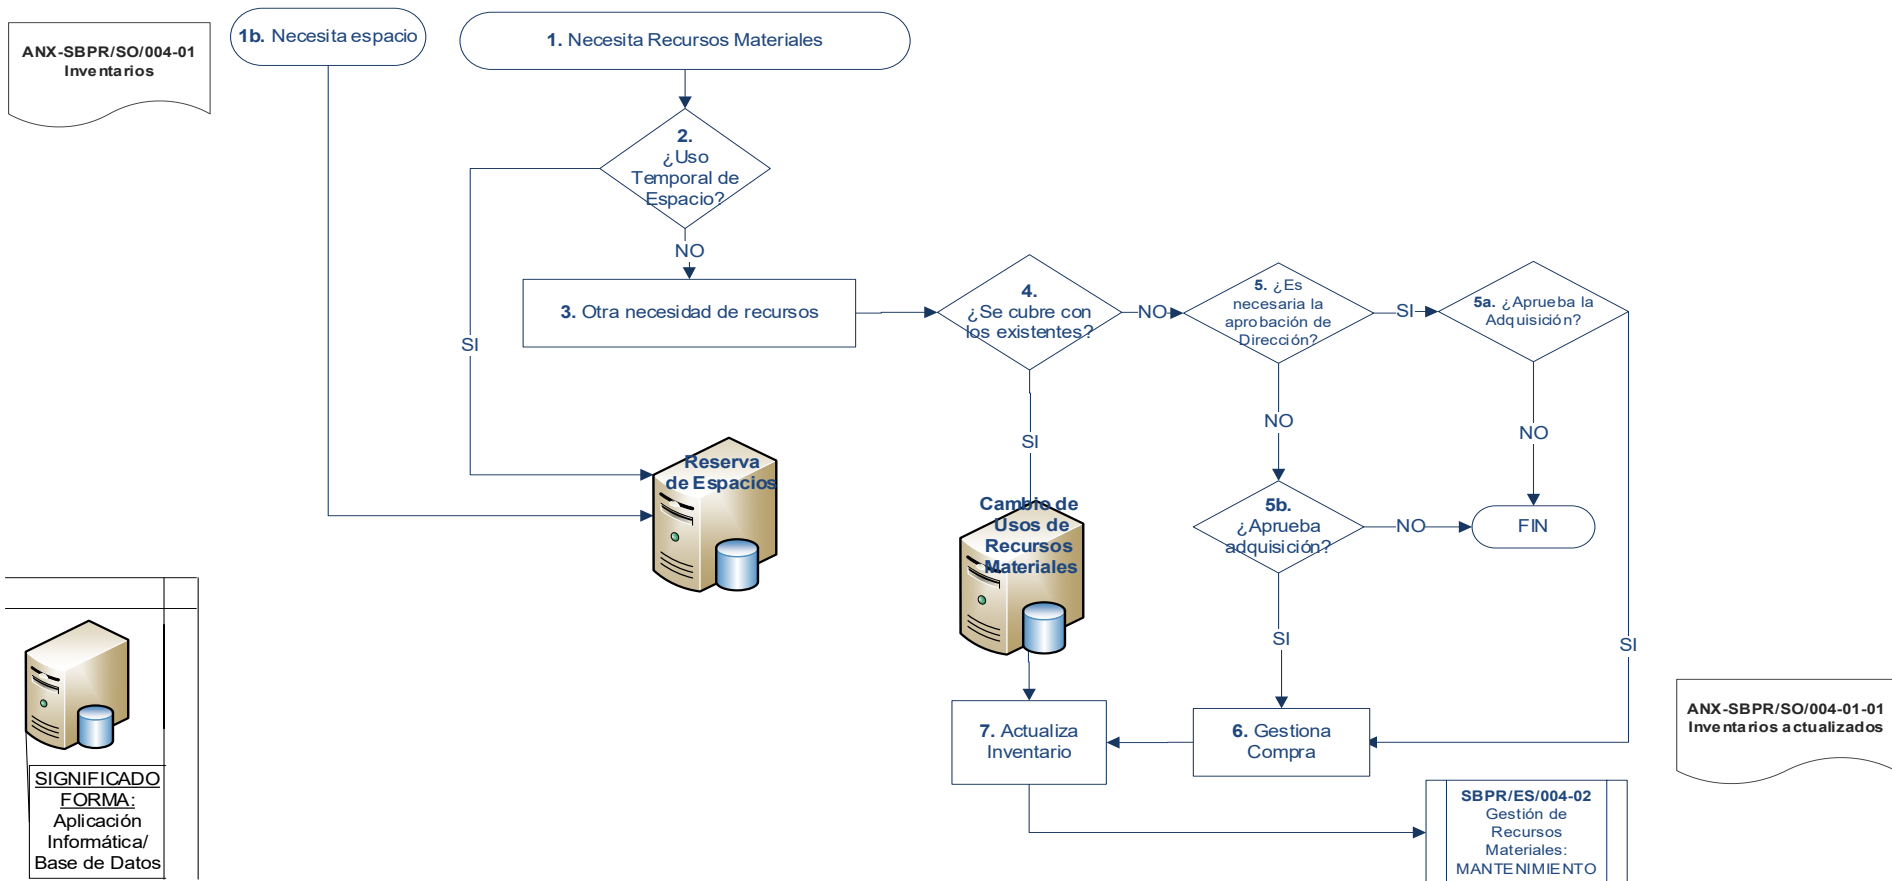 ANX-SBPR/SO/004-01
Inventarios
1b. Necesita espacio
1. Necesita Recursos Materiales
2.
¿Uso
Temporal de
Espacio?
SI
NO
3. Otra necesidad de recursos
4.
¿Se cubre con
los existentes?
NO
5. ¿Es
necesaria la
aprobación de
Dirección?
SI
5a. ¿Aprueba la
Adquisición?
SI
NO
NO
Reserva
de Espacios
Cambio de
Usos de
Recursos
Materiales
5b.
¿Aprueba
adquisición?
NO
FIN
SI
SI
7. Actualiza
Inventario
6. Gestiona
Compra
ANX-SBPR/SO/004-01-01
Inventarios actualizados
SIGNIFICADO
FORMA:
Aplicación
Informática/
Base de Datos
SBPR/ES/004-02
Gestión de
Recursos
Materiales:
MANTENIMIENTO